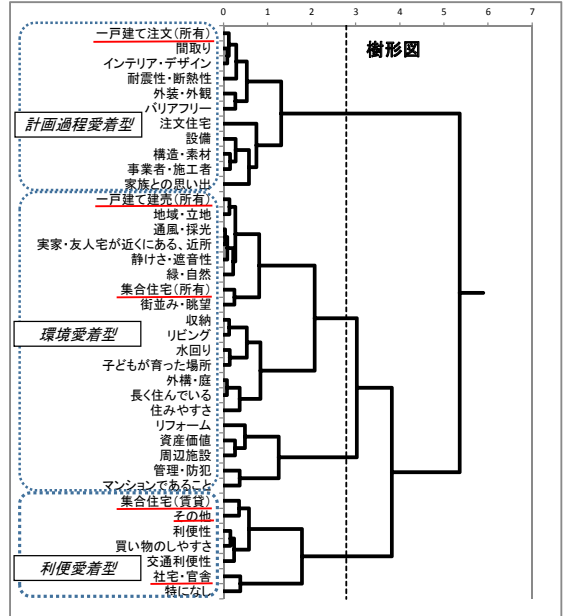 0 1 2 3 4 5 6 7
樹形図
一戸建て注文(所有)
間取り
インテリア・デザイン
耐震性・断熱性
外装・外観
バリアフリー
計画過程愛着型
注文住宅
設備
構造・素材
事業者・施工者
家族との思い出
一戸建て建売(所有)
地域・立地
通風・採光
実家・友人宅が近くにある、近所
静けさ・遮音性
緑・自然
集合住宅(所有)
街並み・眺望
環境愛着型
収納
リビング
水回り
子どもが育った場所
外構・庭
長く住んでいる
住みやすさ
リフォーム
資産価値
周辺施設
管理・防犯
マンションであること
集合住宅(賃貸)
その他
利便性
買い物のしやすさ
交通利便性
利便愛着型
社宅・官舎
特になし